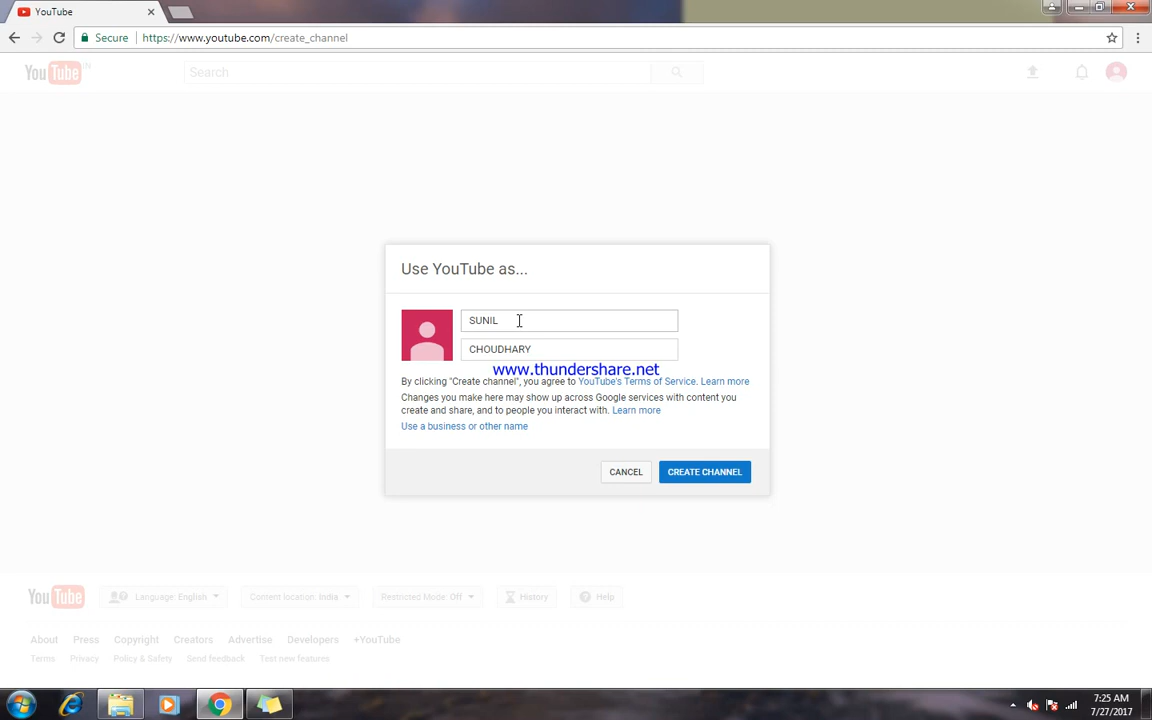 YouTube
Secure https://www.youtube.com/create_channel
YouTube IN
Search
Use YouTube as...
SUNIL
CHOUDHARY
www.thundershare.net
By clicking "Create channel", you agree to YouTube's Terms of Service. Learn more
Changes you make here may show up across Google services with content you
create and share, and to people you interact with. Learn more
Use a business or other name
CANCEL CREATE CHANNEL
YouTube Language: English Content location: India Restricted Mode: Off History Help
About Press Copyright Creators Advertise Developers +YouTube
Terms Privacy Policy & Safety Send feedback Test new features
7:25 AM
7/27/2017